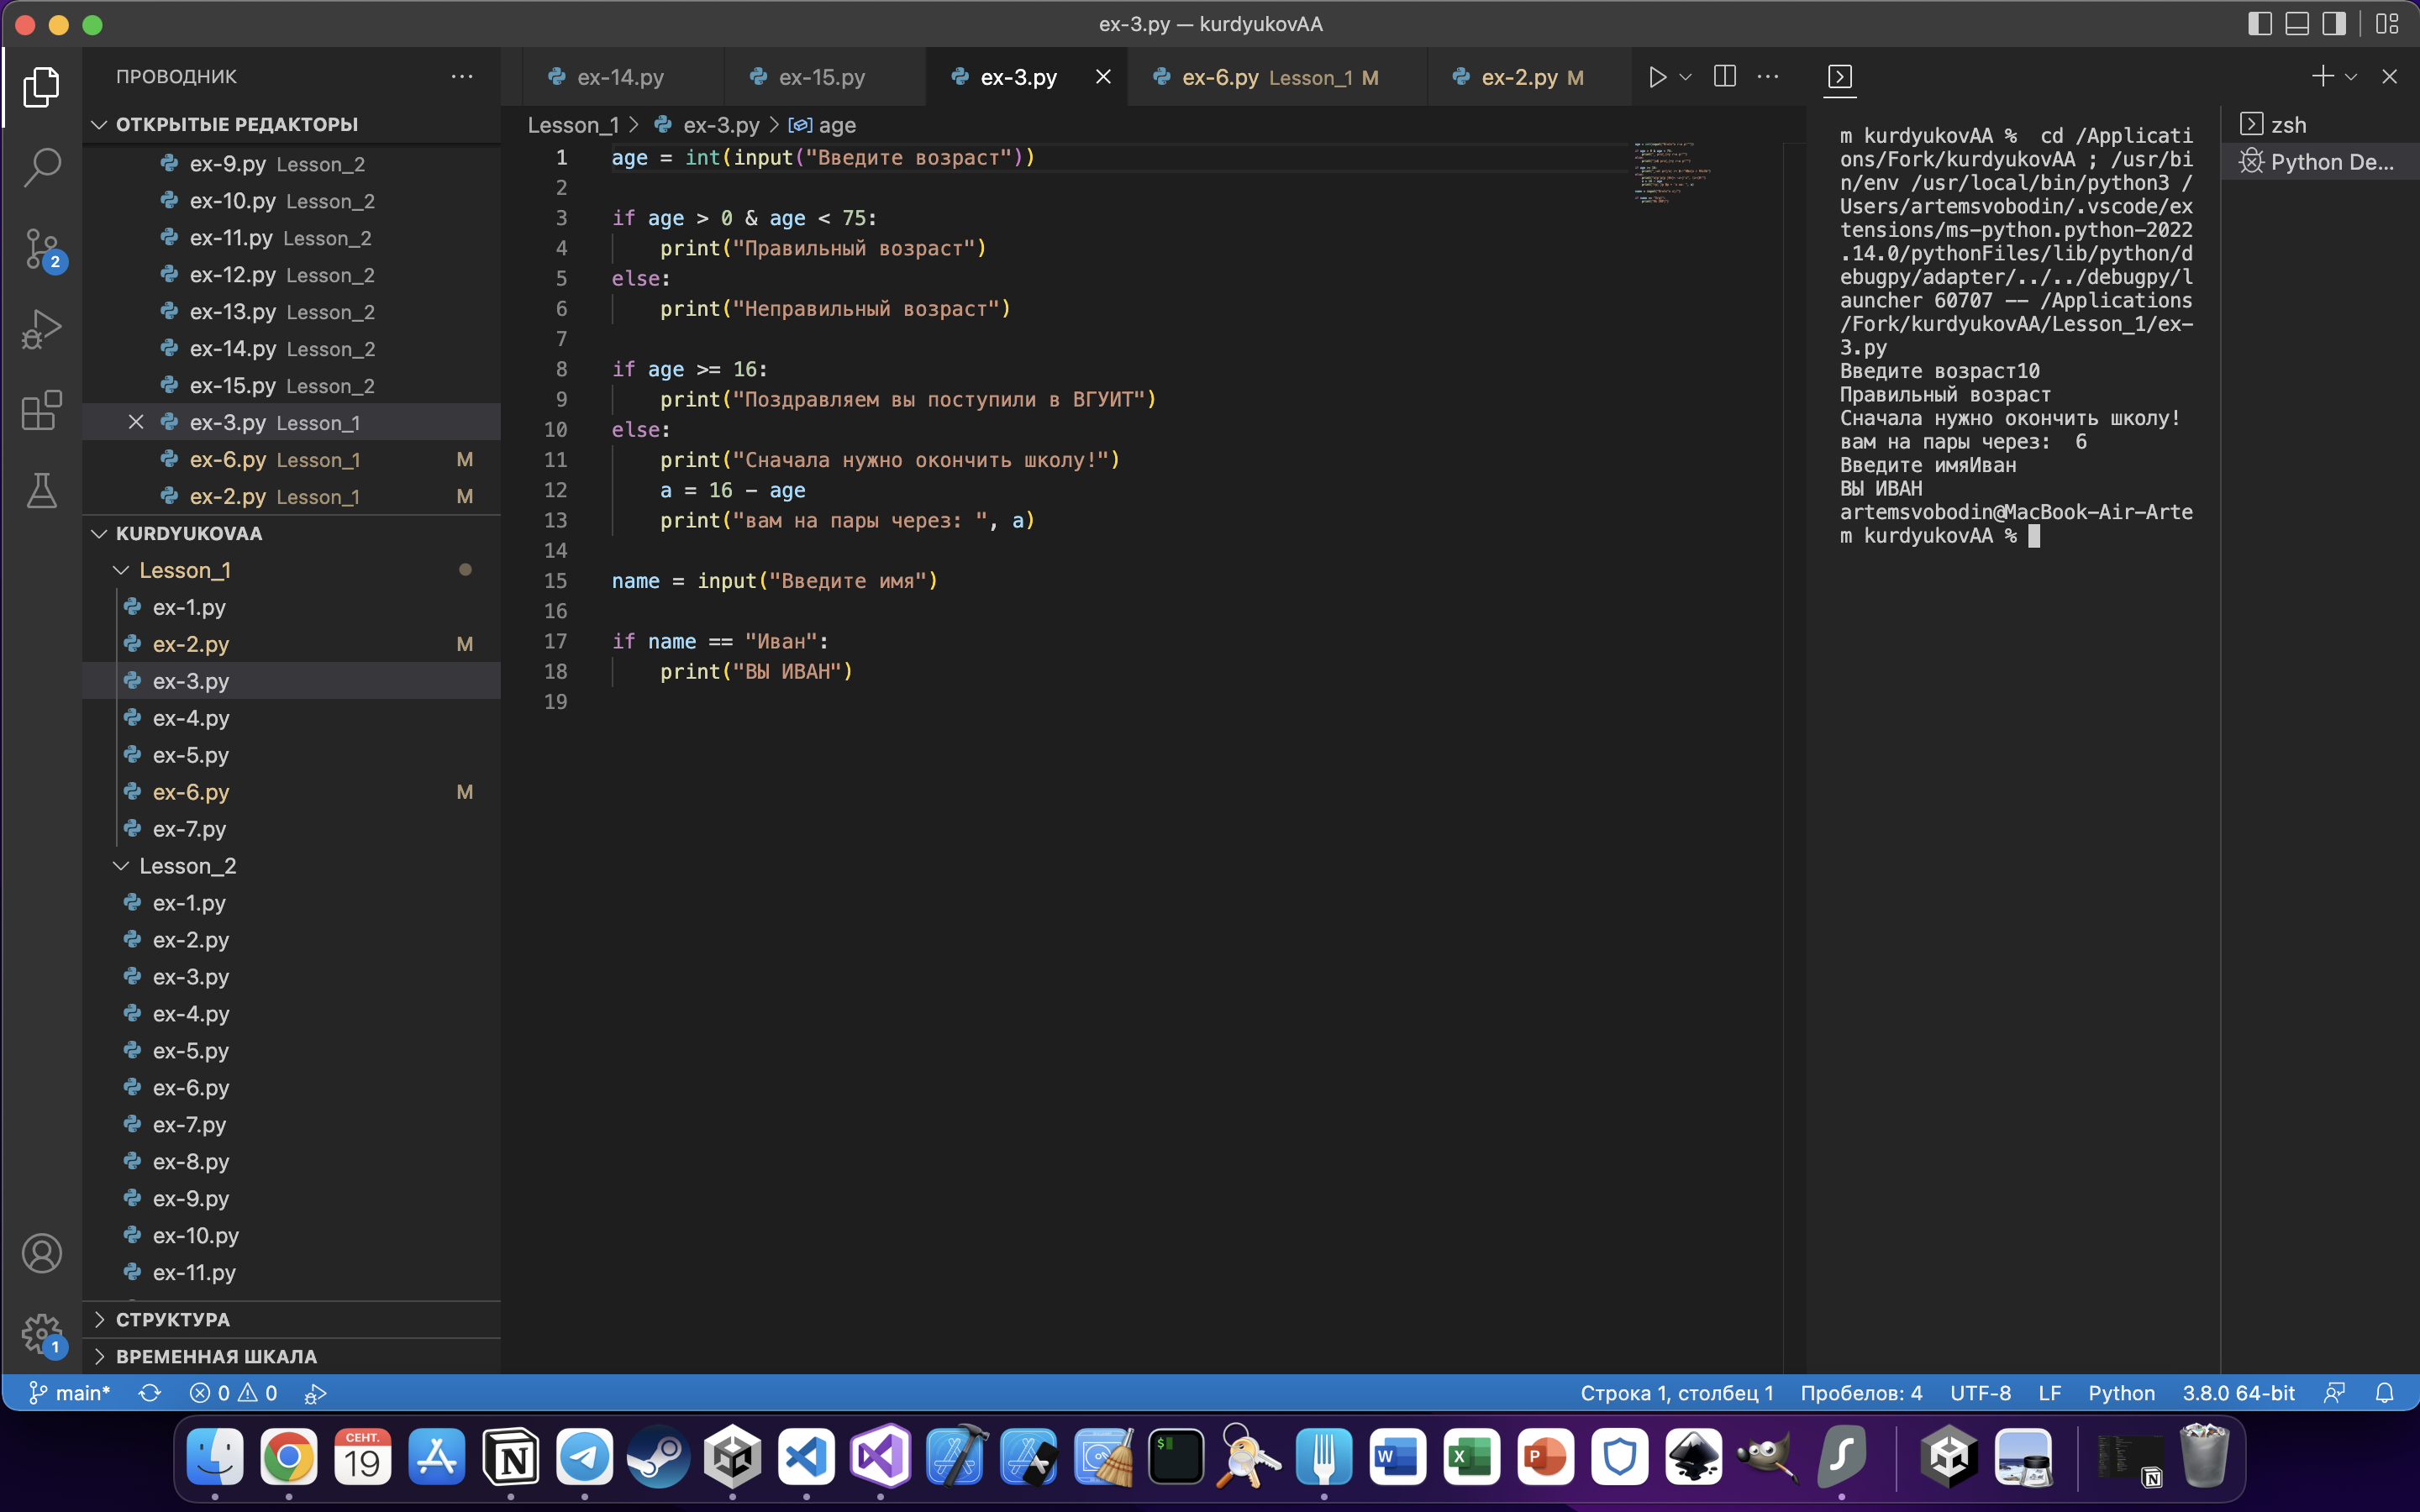 ex-3.py — kurdyukovAA
ПРОВОДНИК
ОТКРЫТЫЕ РЕДАКТОРЫ
ex-9.py Lesson_2
ex-10.py Lesson_2
ex-11.py Lesson_2
ex-12.py Lesson_2
ex-13.py Lesson_2
ex-14.py Lesson_2
ex-15.py Lesson_2
ex-3.py Lesson_1
ex-6.py Lesson_1 M
ex-2.py Lesson_1 M
KURDYUKOVAA
Lesson_1
ex-1.py
ex-2.py M
ex-3.py
ex-4.py
ex-5.py
ex-6.py M
ex-7.py
Lesson_2
ex-1.py
ex-2.py
ex-3.py
ex-4.py
ex-5.py
ex-6.py
ex-7.py
ex-8.py
ex-9.py
ex-10.py
ex-11.py
СТРУКТУРА
ВРЕМЕННАЯ ШКАЛА
2
1
ex-14.py ex-15.py ex-3.py ex-6.py Lesson_1 M ex-2.py M
Lesson_1 > ex-3.py > age
1 age = int(input("Введите возраст"))
2
3 if age > 0 & age < 75:
4     print("Правильный возраст")
5 else:
6     print("Неправильный возраст")
7
8 if age >= 16:
9     print("Поздравляем вы поступили в ВГУИТ")
10 else:
11     print("Сначала нужно окончить школу!")
12     a = 16 - age
13     print("вам на пары через: ", a)
14
15 name = input("Введите имя")
16
17 if name == "Иван":
18     print("ВЫ ИВАН")
19
m kurdyukovAA %  cd /Applicati
ons/Fork/kurdyukovAA ; /usr/bi
n/env /usr/local/bin/python3 /
Users/artemsvobodin/.vscode/ex
tensions/ms-python.python-2022
.14.0/pythonFiles/lib/python/d
ebugpy/adapter/../../debugpy/l
auncher 60707 -- /Applications
/Fork/kurdyukovAA/Lesson_1/ex-
3.py
Введите возраст10
Правильный возраст
Сначала нужно окончить школу!
вам на пары через:  6
Введите имяИван
ВЫ ИВАН
artemsvobodin@MacBook-Air-Arte
m kurdyukovAA %
zsh
Python De...
main* 0 0 Строка 1, столбец 1 Пробелов: 4 UTF-8 LF Python 3.8.0 64-bit
СЕНТ.
19
N
$
W
X
P
N